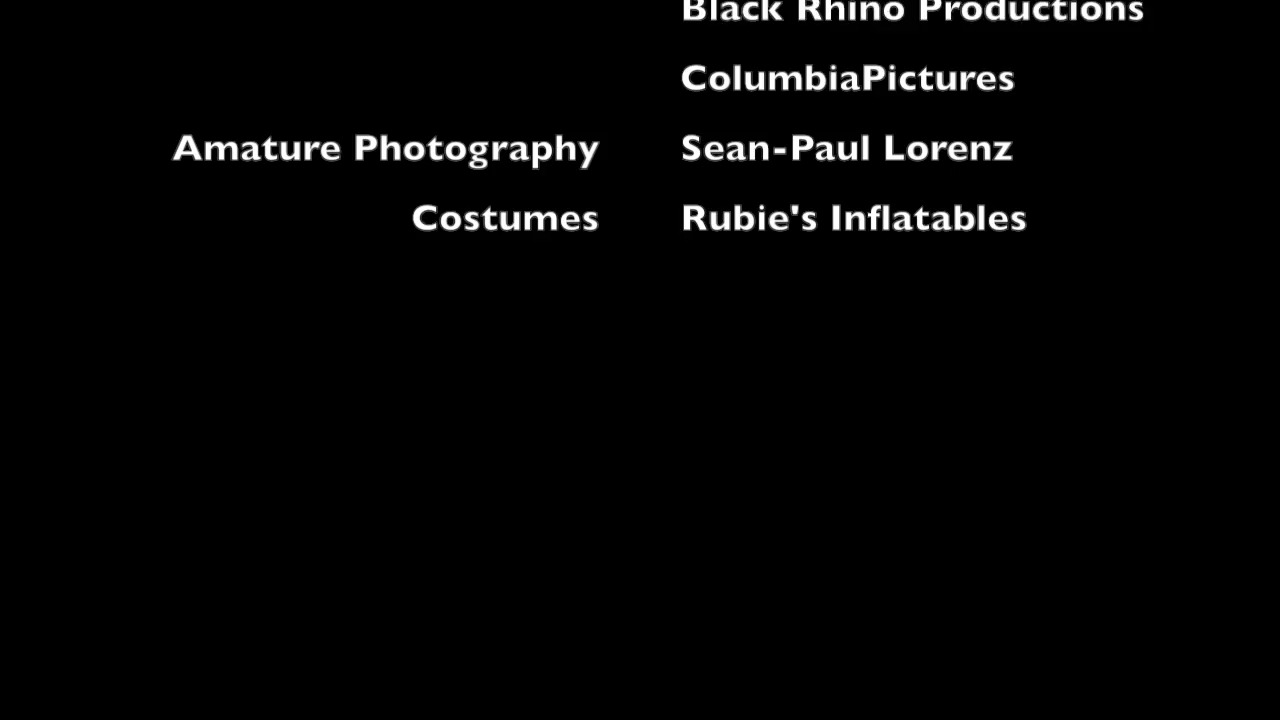 Black Rhino Productions
ColumbiaPictures
Amature Photography Sean-Paul Lorenz
Costumes Rubie's Inflatables